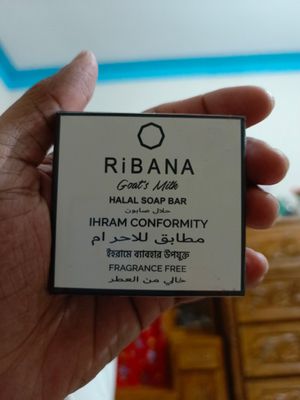 RiBANA
Goat's Milk
HALAL SOAP BAR
حلال صابون
IHRAM CONFORMITY
مطابق للاحرام
ইহরামে ব্যাবহার উপযুক্ত
FRAGRANCE FREE
خالي من العطر